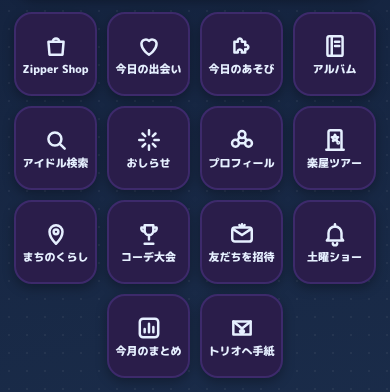 Zipper Shop
今日の出会い
今日のあそび
アルバム
アイドル検索
おしらせ
プロフィール
楽屋ツアー
まちのくらし
コーデ大会
友だちを招待
土曜ショー
今月のまとめ
トリオへ手紙